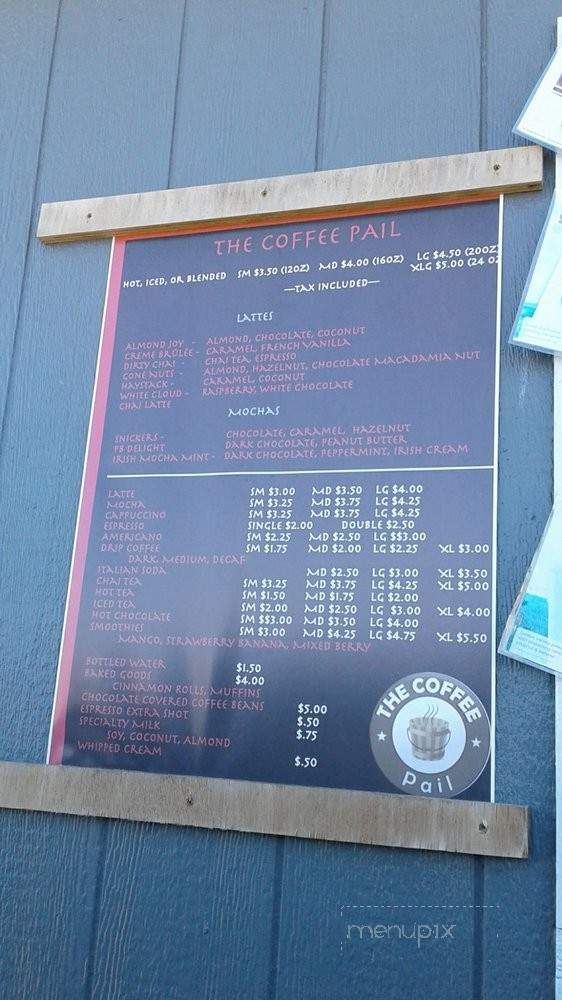 THE COFFEE PAIL
HOT, ICED, OR BLENDED SM $3.50 (12OZ) MD $4.00 (16OZ) LG $4.50 (20OZ)
XLG $5.00 (24 OZ
—TAX INCLUDED—
LATTES
ALMOND JOY - ALMOND, CHOCOLATE, COCONUT
CREME BRÛLÉE - CARAMEL, FRENCH VANILLA
DIRTY CHAI - CHAI TEA, ESPRESSO
CONE NUTS - ALMOND, HAZELNUT, CHOCOLATE MACADAMIA NUT
HAYSTACK - CARAMEL, COCONUT
WHITE CLOUD - RASPBERRY, WHITE CHOCOLATE
CHAI LATTE
MOCHAS
SNICKERS - CHOCOLATE, CARAMEL, HAZELNUT
PB DELIGHT DARK CHOCOLATE, PEANUT BUTTER
IRISH MOCHA MINT - DARK CHOCOLATE, PEPPERMINT, IRISH CREAM
LATTE SM $3.00 MD $3.50 LG $4.00
MOCHA SM $3.25 MD $3.75 LG $4.25
CAPPUCCINO SM $3.25 MD $3.75 LG $4.25
ESPRESSO SINGLE $2.00 DOUBLE $2.50
AMERICANO SM $2.25 MD $2.50 LG $$3.00
DRIP COFFEE SM $1.75 MD $2.00 LG $2.25 XL $3.00
DARK, MEDIUM, DECAF
ITALIAN SODA MD $2.50 LG $3.00 XL $3.50
CHAI TEA SM $3.25 MD $3.75 LG $4.25 XL $5.00
HOT TEA SM $1.50 MD $1.75 LG $2.00
ICED TEA SM $2.00 MD $2.50 LG $3.00 XL $4.00
HOT CHOCOLATE SM $$3.00 MD $3.50 LG $4.00
SMOOTHIES SM $3.00 MD $4.25 LG $4.75 XL $5.50
MANGO, STRAWBERRY BANANA, MIXED BERRY
BOTTLED WATER $1.50
BAKED GOODS $4.00
CINNAMON ROLLS, MUFFINS
CHOCOLATE COVERED COFFEE BEANS $5.00
ESPRESSO EXTRA SHOT $.50
SPECIALTY MILK $.75
SOY, COCONUT, ALMOND
WHIPPED CREAM $.50
THE COFFEE
Pail
menupix